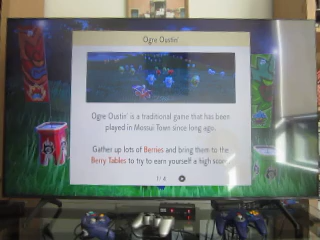 Ogre Oustin'
Ogre Oustin' is a traditional game that has been
played in Mossui Town since long ago.
Gather up lots of Berries and bring them to the
Berry Tables to try to earn yourself a high score.
1/4